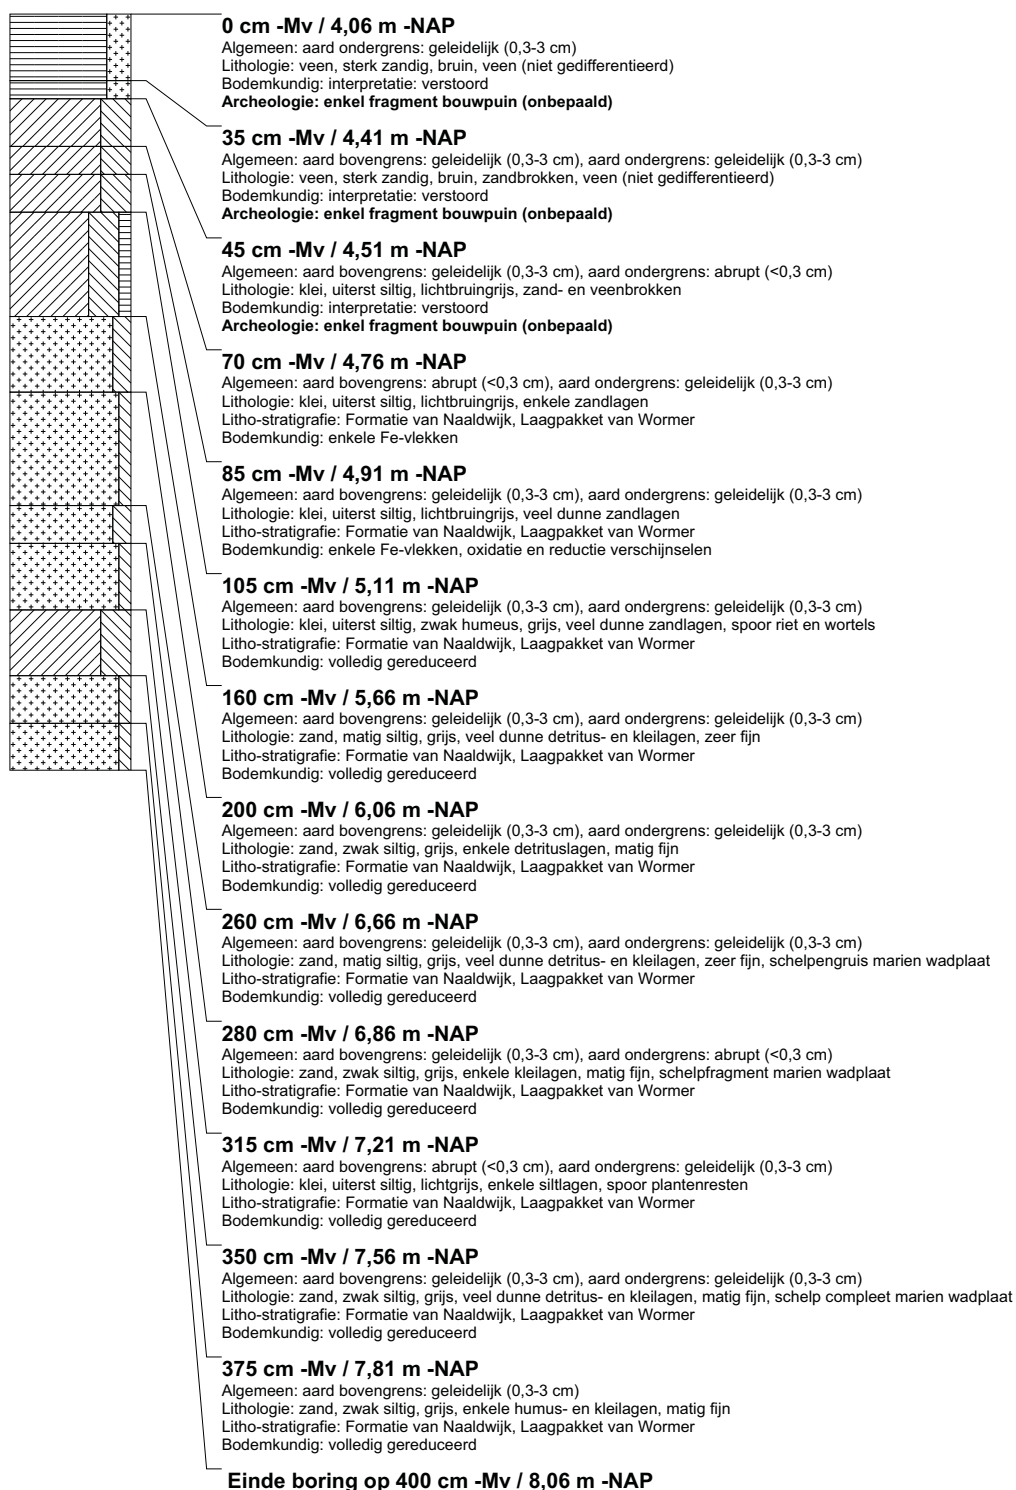 0 cm -Mv / 4,06 m -NAP
Algemeen: aard ondergrens: geleidelijk (0,3-3 cm)
Lithologie: veen, sterk zandig, bruin, veen (niet gedifferentieerd)
Bodemkundig: interpretatie: verstoord
Archeologie: enkel fragment bouwpuin (onbepaald)
35 cm -Mv / 4,41 m -NAP
Algemeen: aard bovengrens: geleidelijk (0,3-3 cm), aard ondergrens: geleidelijk (0,3-3 cm)
Lithologie: veen, sterk zandig, bruin, zandbrokken, veen (niet gedifferentieerd)
Bodemkundig: interpretatie: verstoord
Archeologie: enkel fragment bouwpuin (onbepaald)
45 cm -Mv / 4,51 m -NAP
Algemeen: aard bovengrens: geleidelijk (0,3-3 cm), aard ondergrens: abrupt (<0,3 cm)
Lithologie: klei, uiterst siltig, lichtbruingrijs, zand- en veenbrokken
Bodemkundig: interpretatie: verstoord
Archeologie: enkel fragment bouwpuin (onbepaald)
70 cm -Mv / 4,76 m -NAP
Algemeen: aard bovengrens: abrupt (<0,3 cm), aard ondergrens: geleidelijk (0,3-3 cm)
Lithologie: klei, uiterst siltig, lichtbruingrijs, enkele zandlagen
Litho-stratigrafie: Formatie van Naaldwijk, Laagpakket van Wormer
Bodemkundig: enkele Fe-vlekken
85 cm -Mv / 4,91 m -NAP
Algemeen: aard bovengrens: geleidelijk (0,3-3 cm), aard ondergrens: geleidelijk (0,3-3 cm)
Lithologie: klei, uiterst siltig, lichtbruingrijs, veel dunne zandlagen
Litho-stratigrafie: Formatie van Naaldwijk, Laagpakket van Wormer
Bodemkundig: enkele Fe-vlekken, oxidatie en reductie verschijnselen
105 cm -Mv / 5,11 m -NAP
Algemeen: aard bovengrens: geleidelijk (0,3-3 cm), aard ondergrens: geleidelijk (0,3-3 cm)
Lithologie: klei, uiterst siltig, zwak humeus, grijs, veel dunne zandlagen, spoor riet en wortels
Litho-stratigrafie: Formatie van Naaldwijk, Laagpakket van Wormer
Bodemkundig: volledig gereduceerd
160 cm -Mv / 5,66 m -NAP
Algemeen: aard bovengrens: geleidelijk (0,3-3 cm), aard ondergrens: geleidelijk (0,3-3 cm)
Lithologie: zand, matig siltig, grijs, veel dunne detritus- en kleilagen, zeer fijn
Litho-stratigrafie: Formatie van Naaldwijk, Laagpakket van Wormer
Bodemkundig: volledig gereduceerd
200 cm -Mv / 6,06 m -NAP
Algemeen: aard bovengrens: geleidelijk (0,3-3 cm), aard ondergrens: geleidelijk (0,3-3 cm)
Lithologie: zand, zwak siltig, grijs, enkele detrituslagen, matig fijn
Litho-stratigrafie: Formatie van Naaldwijk, Laagpakket van Wormer
Bodemkundig: volledig gereduceerd
260 cm -Mv / 6,66 m -NAP
Algemeen: aard bovengrens: geleidelijk (0,3-3 cm), aard ondergrens: geleidelijk (0,3-3 cm)
Lithologie: zand, matig siltig, grijs, veel dunne detritus- en kleilagen, zeer fijn, schelpengruis marien wadplaat
Litho-stratigrafie: Formatie van Naaldwijk, Laagpakket van Wormer
Bodemkundig: volledig gereduceerd
280 cm -Mv / 6,86 m -NAP
Algemeen: aard bovengrens: geleidelijk (0,3-3 cm), aard ondergrens: abrupt (<0,3 cm)
Lithologie: zand, zwak siltig, grijs, enkele kleilagen, matig fijn, schelpfragment marien wadplaat
Litho-stratigrafie: Formatie van Naaldwijk, Laagpakket van Wormer
Bodemkundig: volledig gereduceerd
315 cm -Mv / 7,21 m -NAP
Algemeen: aard bovengrens: abrupt (<0,3 cm), aard ondergrens: geleidelijk (0,3-3 cm)
Lithologie: klei, uiterst siltig, lichtgrijs, enkele siltlagen, spoor plantenresten
Litho-stratigrafie: Formatie van Naaldwijk, Laagpakket van Wormer
Bodemkundig: volledig gereduceerd
350 cm -Mv / 7,56 m -NAP
Algemeen: aard bovengrens: geleidelijk (0,3-3 cm), aard ondergrens: geleidelijk (0,3-3 cm)
Lithologie: zand, zwak siltig, grijs, veel dunne detritus- en kleilagen, matig fijn, schelp compleet marien wadplaat
Litho-stratigrafie: Formatie van Naaldwijk, Laagpakket van Wormer
Bodemkundig: volledig gereduceerd
375 cm -Mv / 7,81 m -NAP
Algemeen: aard bovengrens: geleidelijk (0,3-3 cm)
Lithologie: zand, zwak siltig, grijs, enkele humus- en kleilagen, matig fijn
Litho-stratigrafie: Formatie van Naaldwijk, Laagpakket van Wormer
Bodemkundig: volledig gereduceerd
Einde boring op 400 cm -Mv / 8,06 m -NAP